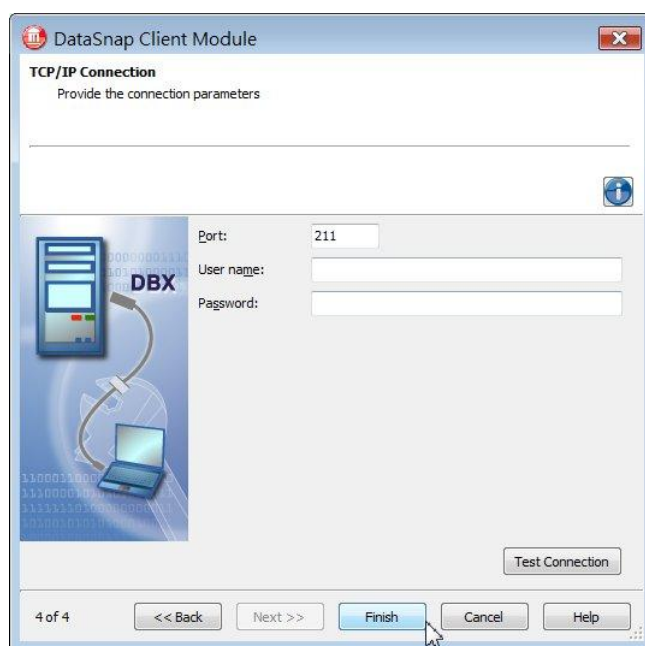 DataSnap Client Module
TCP/IP Connection
Provide the connection parameters
Port: 211
User name:
DBX
Password:
Test Connection
4 of 4 << Back Next >> Finish Cancel Help